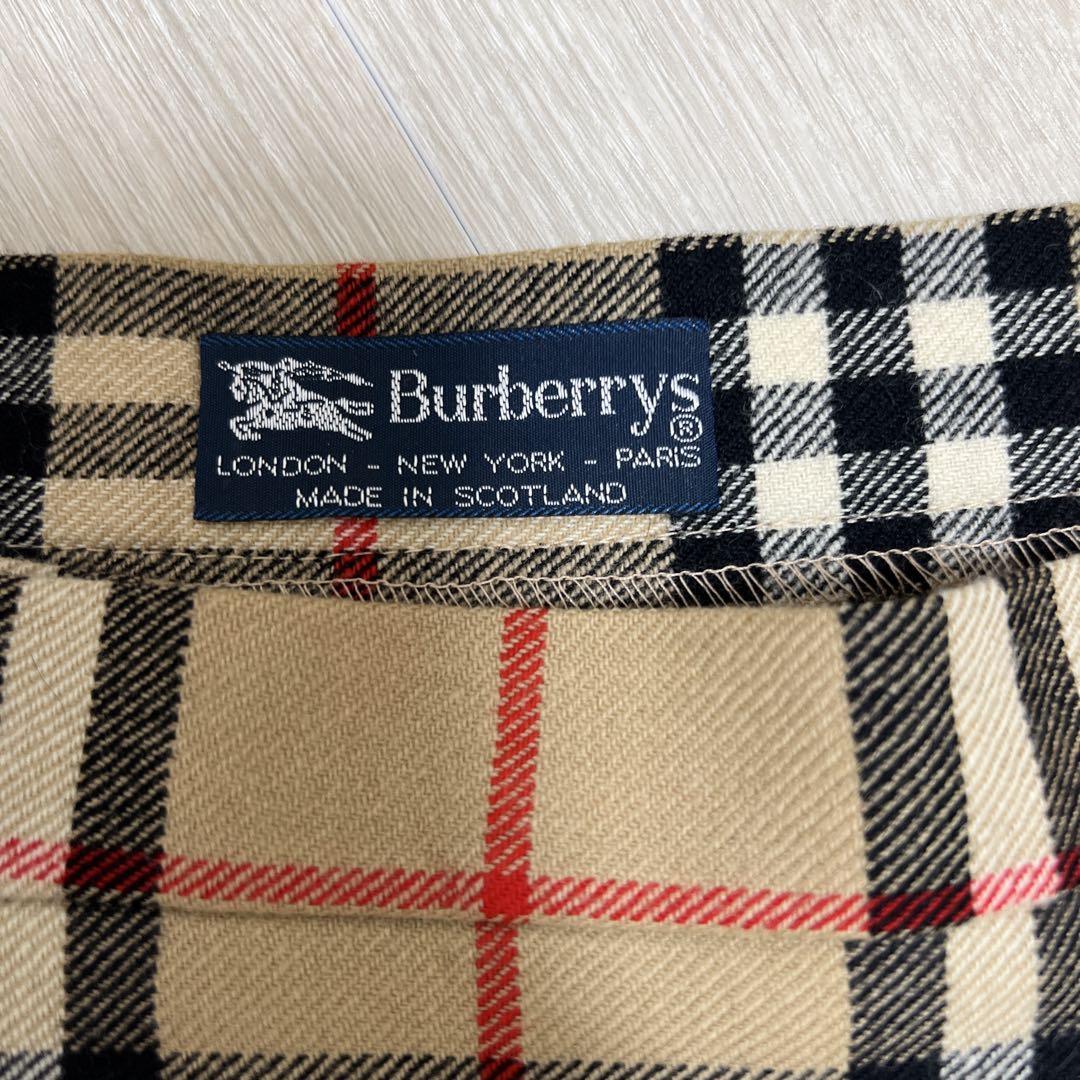 Burberrys®
LONDON - NEW YORK - PARIS
MADE IN SCOTLAND